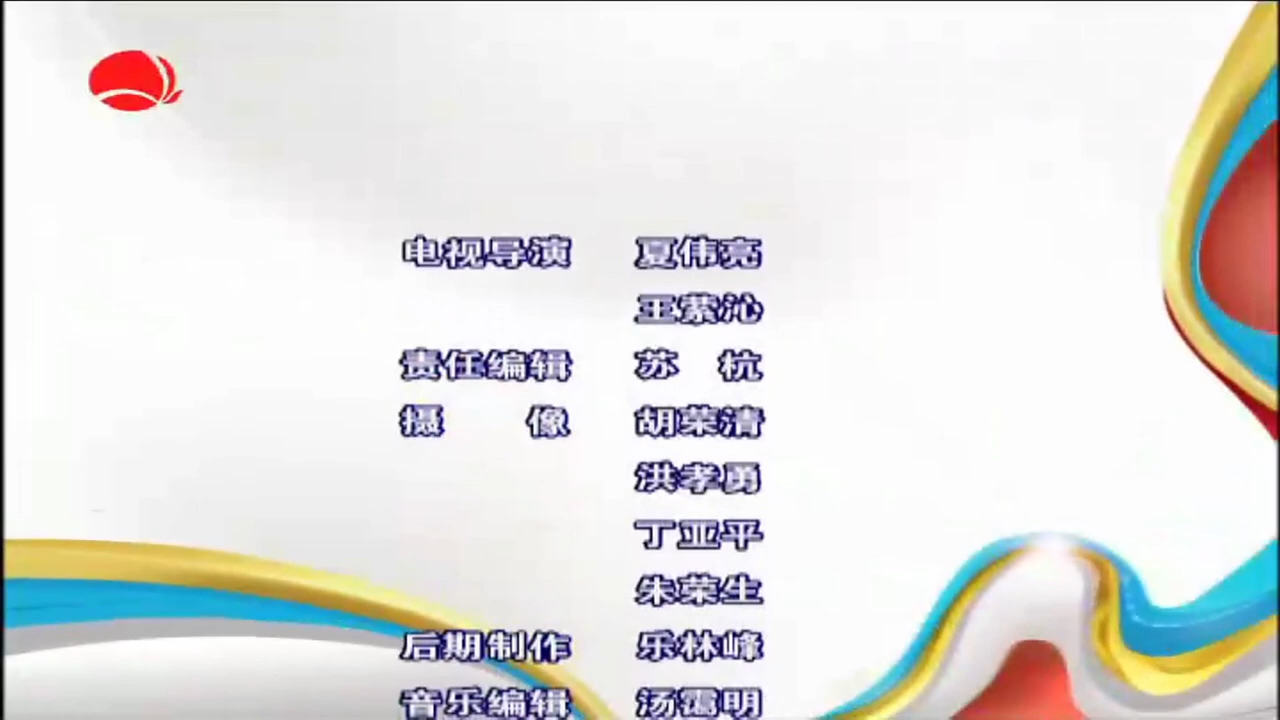 电视导演 夏伟亮
王紫沁
责任编辑 苏 杭
摄 像 胡荣清
洪孝勇
丁亚平
朱荣生
后期制作 乐林峰
音乐编辑 汤霭明